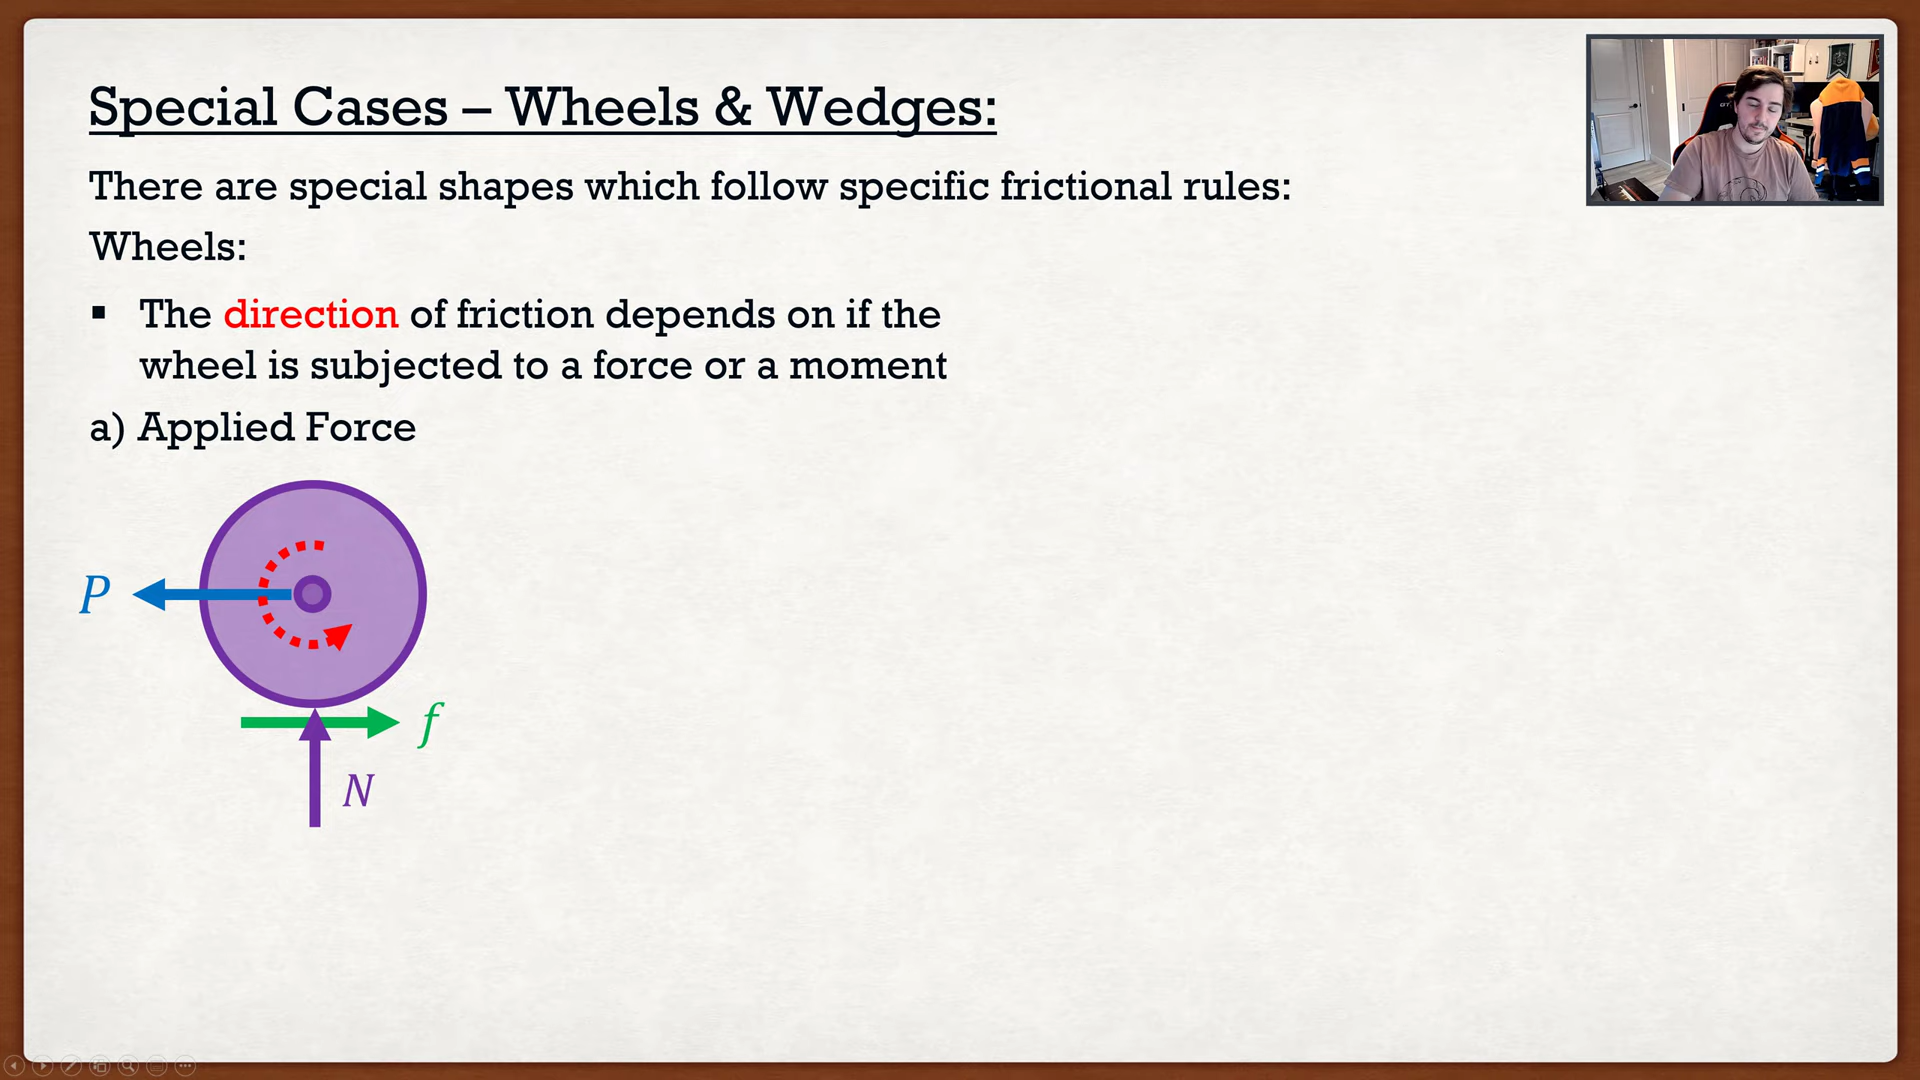 Special Cases – Wheels & Wedges:
There are special shapes which follow specific frictional rules:
Wheels:
▪ The direction of friction depends on if the
wheel is subjected to a force or a moment
a) Applied Force
P
f
N